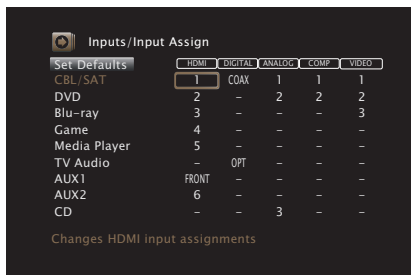 Inputs/Input Assign
Set Defaults HDMI DIGITAL ANALOG COMP VIDEO
CBL/SAT 1 COAX 1 1 1
DVD 2 – 2 2 2
Blu-ray 3 – – – 3
Game 4 – – – –
Media Player 5 – – – –
TV Audio – OPT – – –
AUX1 FRONT – – – –
AUX2 6 – – – –
CD – – 3 – –
Changes HDMI input assignments